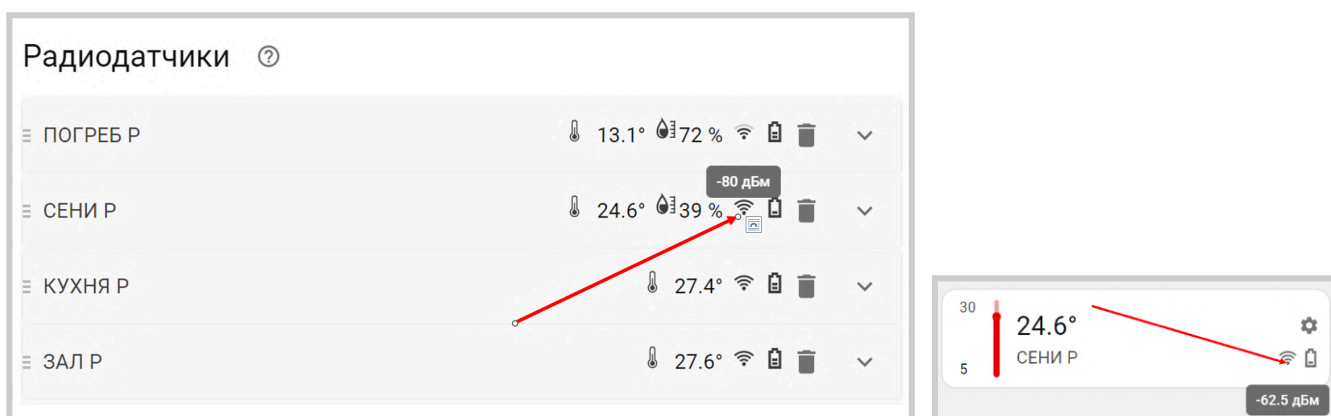 Радиодатчики ?
ПОГРЕБ Р 13.1° 72 %
-80 дБм
СЕНИ Р 24.6° 39 %
КУХНЯ Р 27.4°
ЗАЛ Р 27.6°
30
24.6°
СЕНИ Р
5
-62.5 дБм